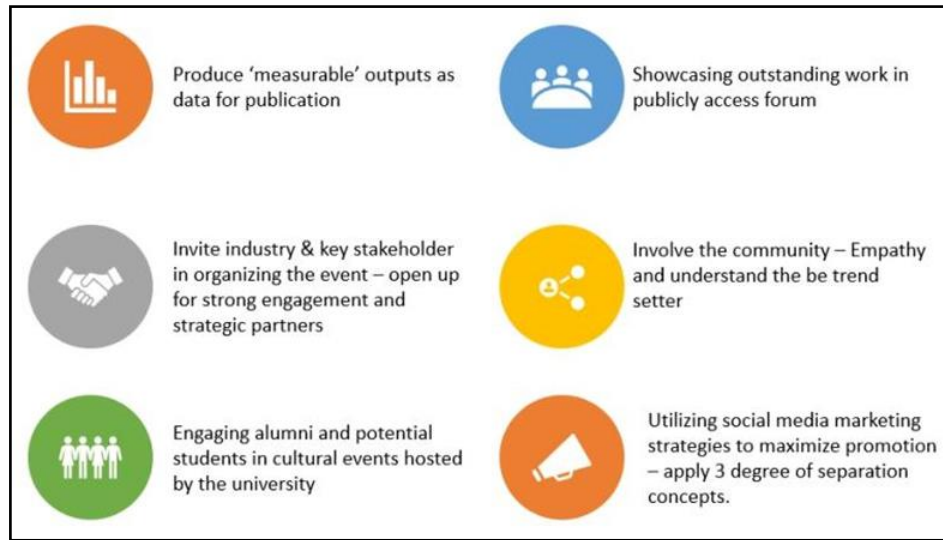 Produce ‘measurable’ outputs as
data for publication
Showcasing outstanding work in
publicly access forum
Invite industry & key stakeholder
in organizing the event – open up
for strong engagement and
strategic partners
Involve the community – Empathy
and understand the be trend
setter
Engaging alumni and potential
students in cultural events hosted
by the university
Utilizing social media marketing
strategies to maximize promotion
– apply 3 degree of separation
concepts.